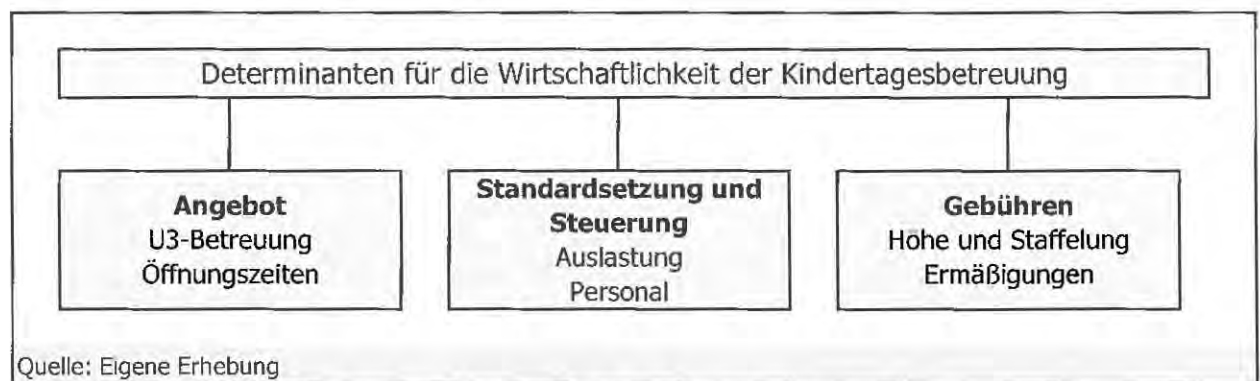 Determinanten für die Wirtschaftlichkeit der Kindertagesbetreuung
Angebot
U3-Betreuung
Öffnungszeiten
Standardsetzung und
Steuerung
Auslastung
Personal
Gebühren
Höhe und Staffelung
Ermäßigungen
Quelle: Eigene Erhebung